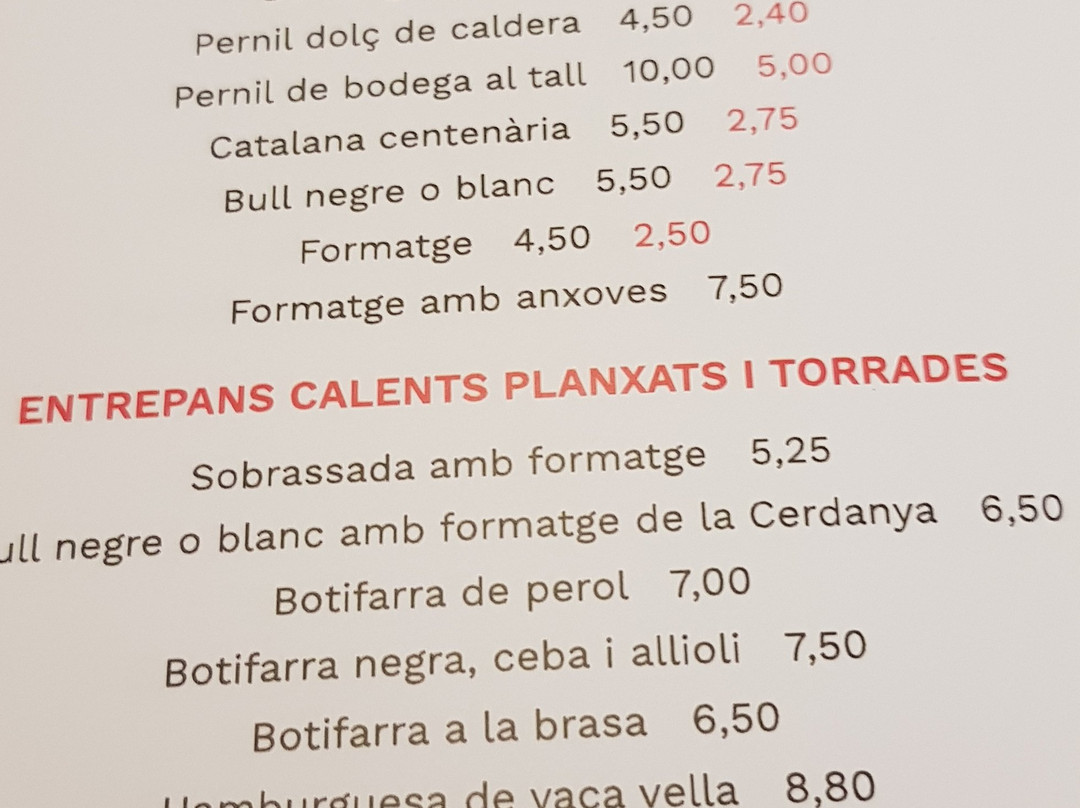 Pernil dolç de caldera 4,50 2,40
Pernil de bodega al tall 10,00 5,00
Catalana centenària 5,50 2,75
Bull negre o blanc 5,50 2,75
Formatge 4,50 2,50
Formatge amb anxoves 7,50
ENTREPANS CALENTS PLANXATS I TORRADES
Sobrassada amb formatge 5,25
ull negre o blanc amb formatge de la Cerdanya 6,50
Botifarra de perol 7,00
Botifarra negra, ceba i allioli 7,50
Botifarra a la brasa 6,50
Hamburguesa de vaca vella 8,80